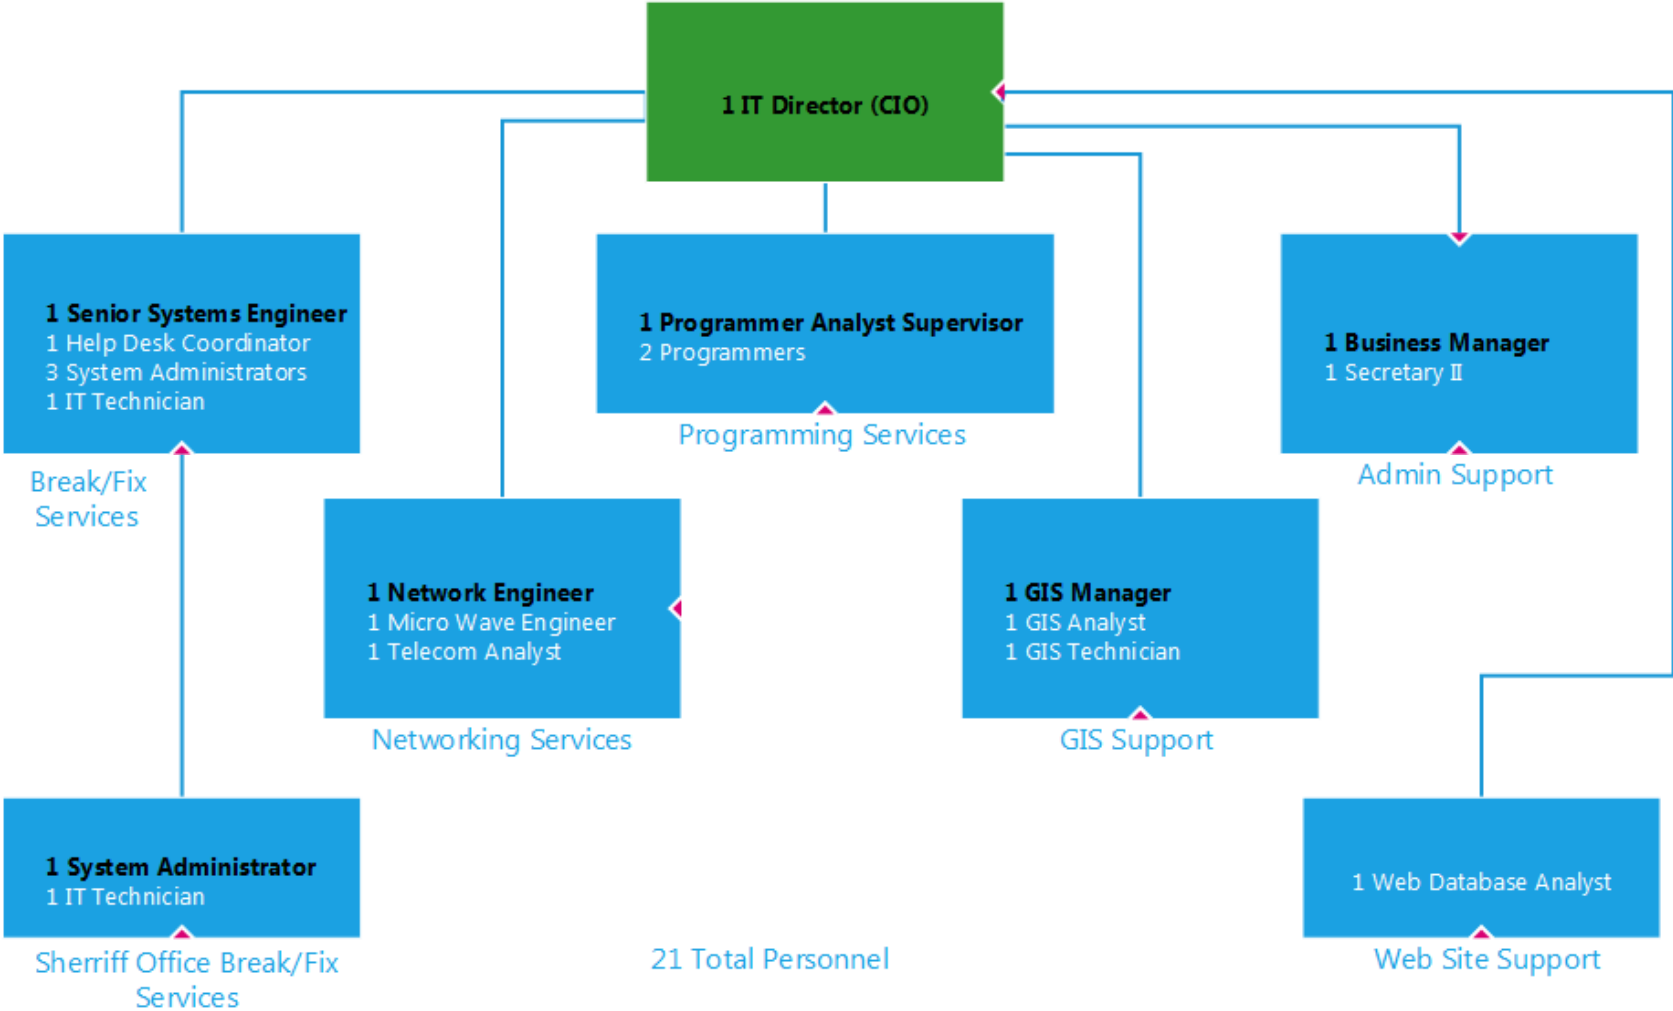 1 IT Director (CIO)
1 Senior Systems Engineer
1 Help Desk Coordinator
3 System Administrators
1 IT Technician
Break/Fix
Services
1 Programmer Analyst Supervisor
2 Programmers
Programming Services
1 Business Manager
1 Secretary II
Admin Support
1 Network Engineer
1 Micro Wave Engineer
1 Telecom Analyst
Networking Services
1 GIS Manager
1 GIS Analyst
1 GIS Technician
GIS Support
1 System Administrator
1 IT Technician
Sherriff Office Break/Fix
Services
21 Total Personnel
1 Web Database Analyst
Web Site Support